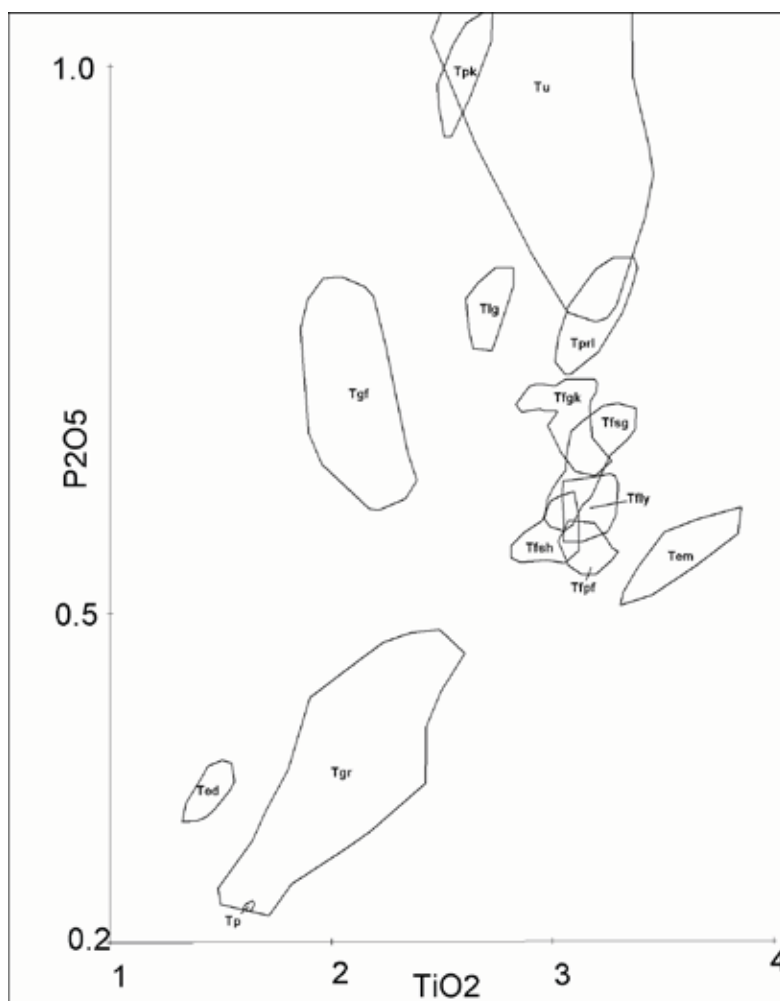 1.0
Tpk
Tu
Tlg
Tprl
Tgf
Tfgk
Tfsg
P2O5
Tfly
Tfsh
Tem
Tfpf
0.5
Tgr
Ted
Tp
0.2
1
2
TiO2
3
4